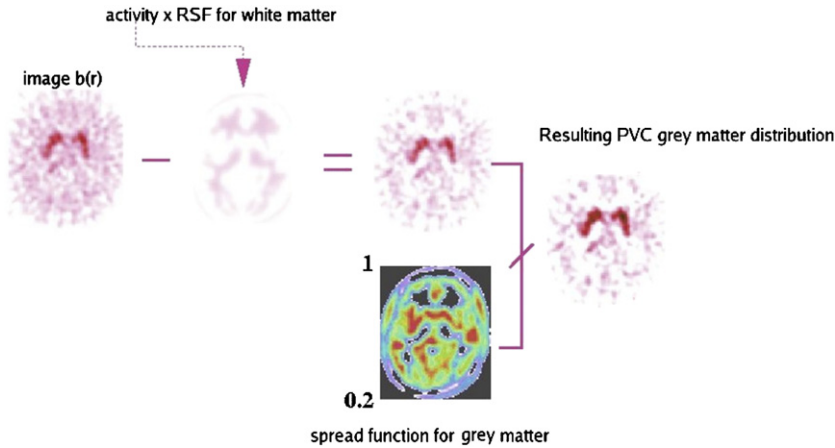 activity x RSF for white matter
image b(r)
Resulting PVC grey matter distribution
1
0.2
spread function for grey matter